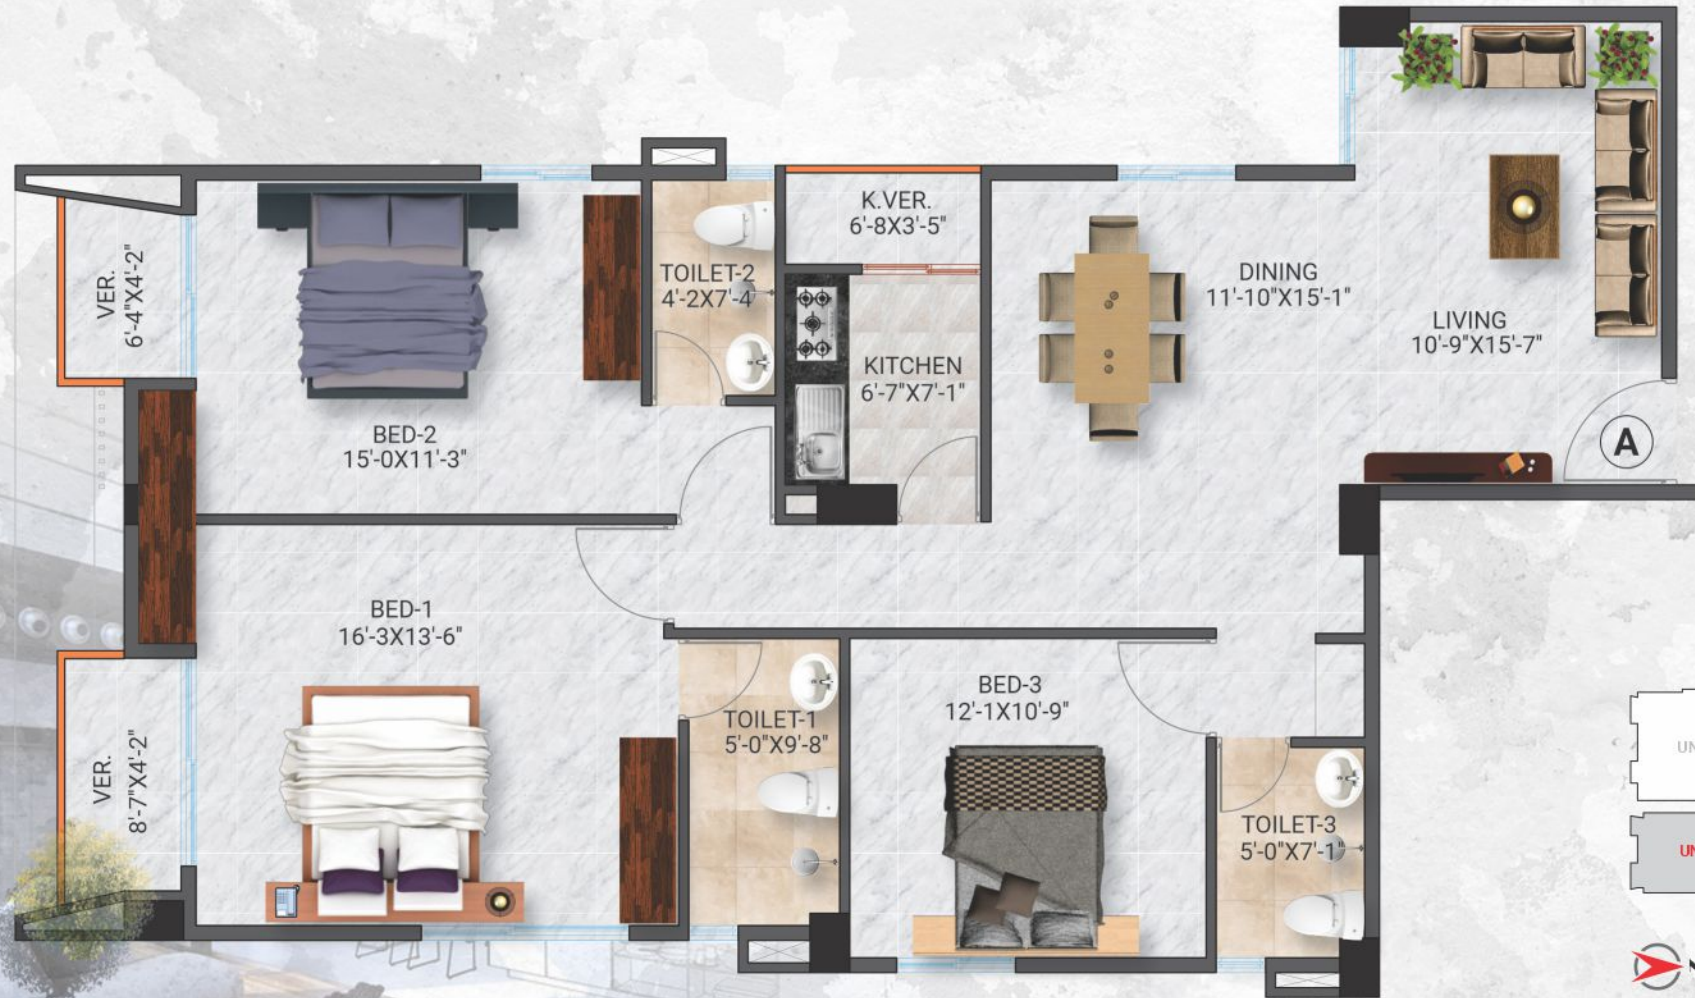 K.VER.
6'-8X3'-5"
VER.
6'-4"X4'-2"
TOILET-2
4'-2X7'-4
DINING
11'-10"X15'-1"
LIVING
10'-9"X15'-7"
KITCHEN
6'-7"X7'-1"
BED-2
15'-0X11'-3"
A
BED-1
16'-3X13'-6"
BED-3
12'-1X10'-9"
TOILET-1
5'-0"X9'-8"
VER.
8'-7"X4'-2"
TOILET-3
5'-0"X7'-1"